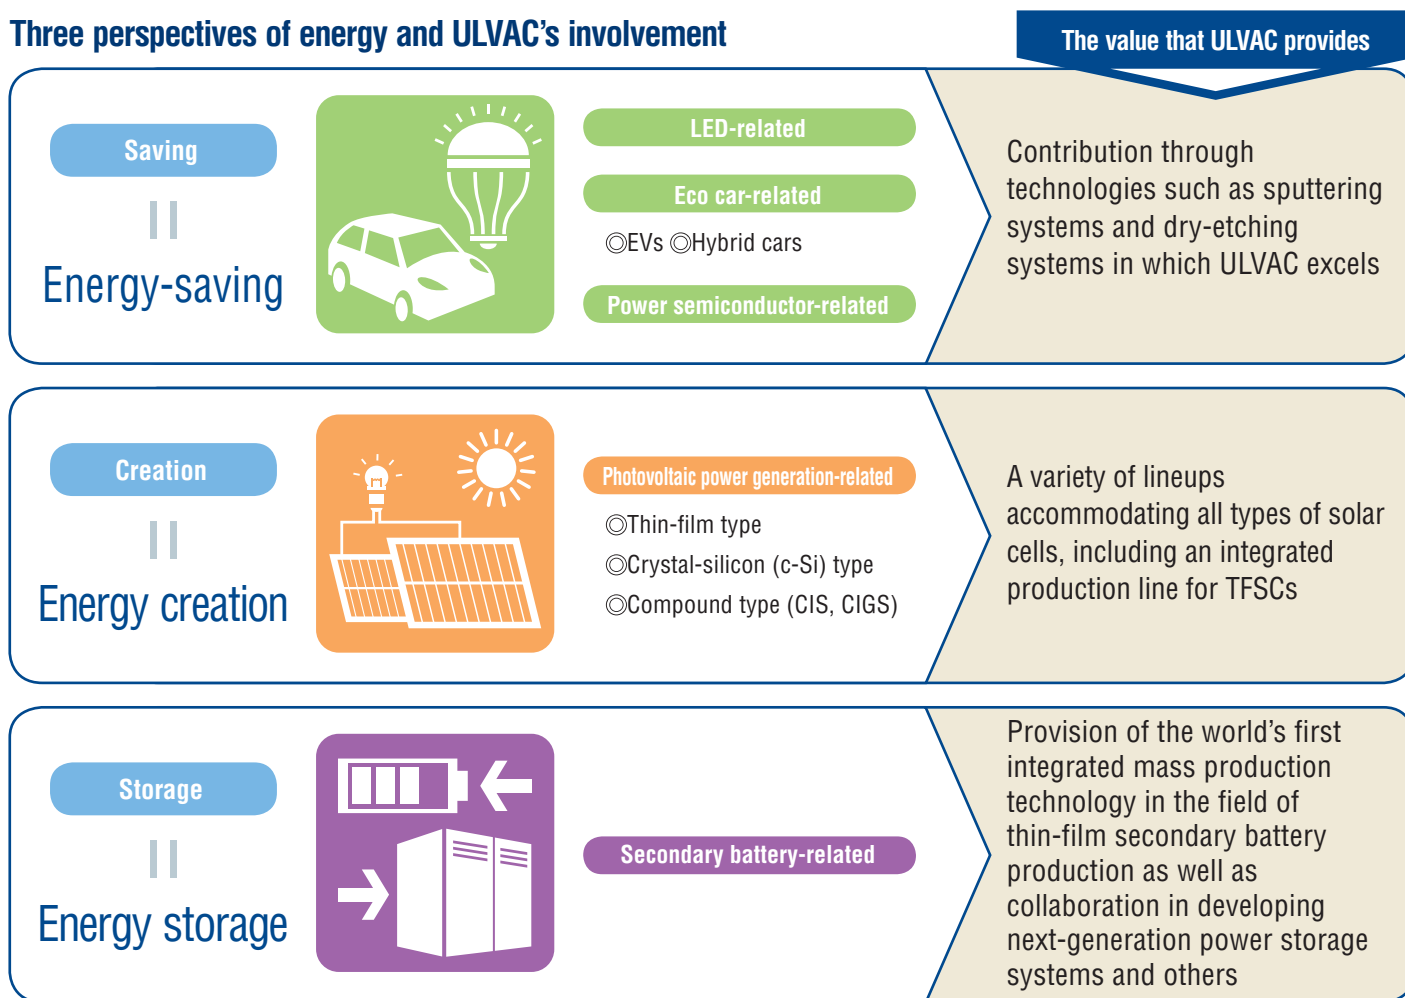 Three perspectives of energy and ULVAC's involvement
The value that ULVAC provides
Saving
Energy-saving
LED-related
Eco car-related
◎EVs ◎Hybrid cars
Power semiconductor-related
Contribution through
technologies such as sputtering
systems and dry-etching
systems in which ULVAC excels
Creation
Energy creation
Photovoltaic power generation-related
◎Thin-film type
◎Crystal-silicon (c-Si) type
◎Compound type (CIS, CIGS)
A variety of lineups
accommodating all types of solar
cells, including an integrated
production line for TFSCs
Storage
Energy storage
Secondary battery-related
Provision of the world's first
integrated mass production
technology in the field of
thin-film secondary battery
production as well as
collaboration in developing
next-generation power storage
systems and others